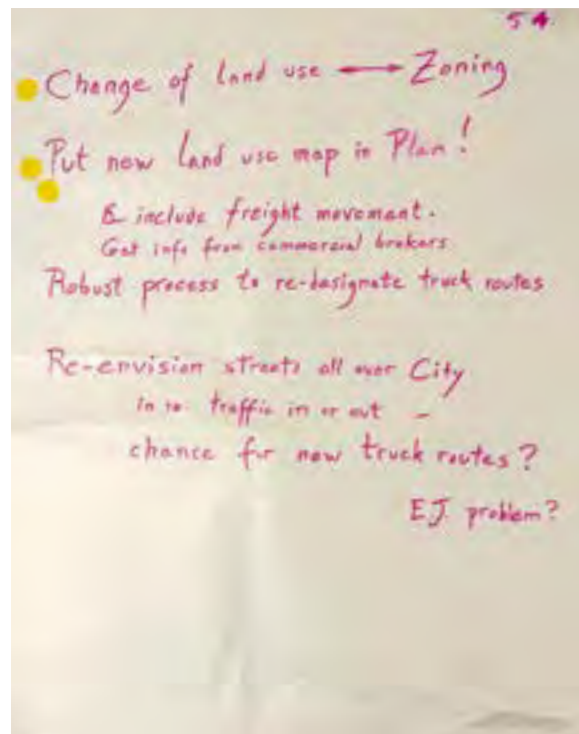 54.
Change of land use ⟷ Zoning
Put new Land use map in Plan!
& include freight movement.
Get info from commercial brokers
Robust process to re-designate truck routes
Re-envision streets all over City
in re: traffic in or out –
chance for new truck routes?
E.J. problem?